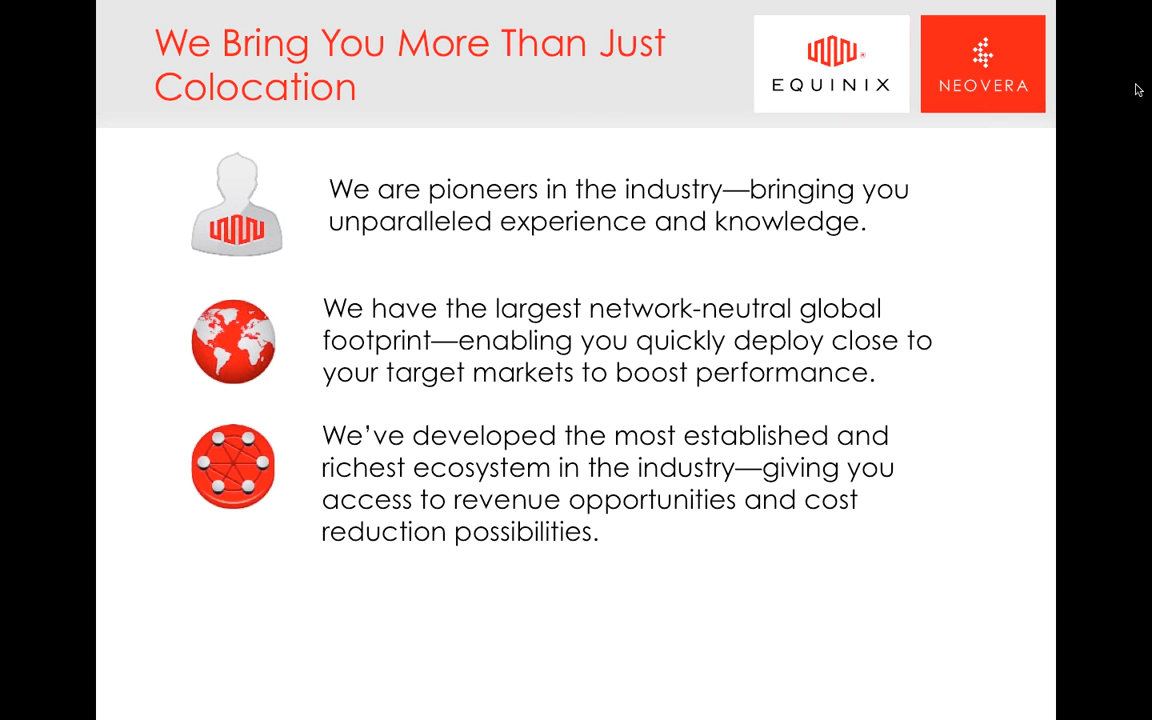 We Bring You More Than Just
Colocation
EQUINIX
NEOVERA
We are pioneers in the industry—bringing you
unparalleled experience and knowledge.
We have the largest network-neutral global
footprint—enabling you quickly deploy close to
your target markets to boost performance.
We’ve developed the most established and
richest ecosystem in the industry—giving you
access to revenue opportunities and cost
reduction possibilities.